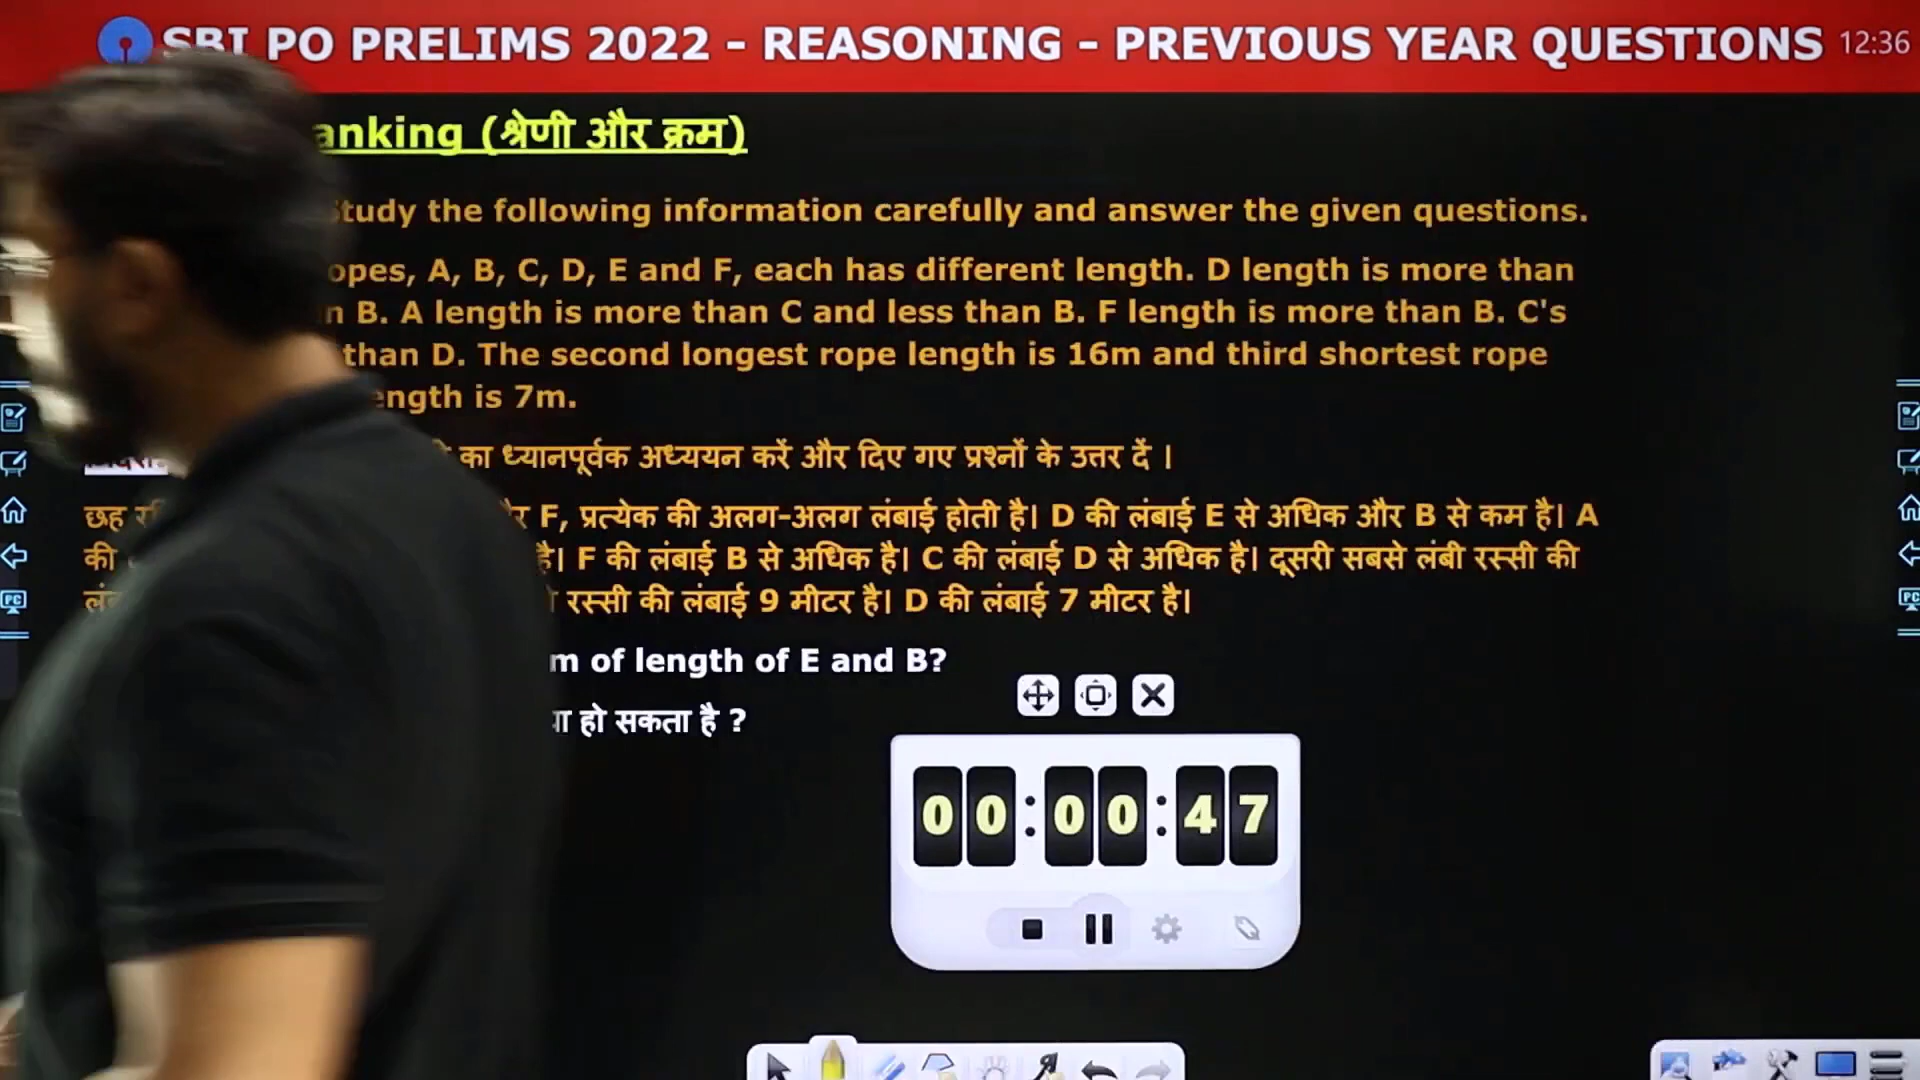 SBI PO PRELIMS 2022 - REASONING - PREVIOUS YEAR QUESTIONS 12:36
anking (श्रेणी और क्रम)
tudy the following information carefully and answer the given questions.
opes, A, B, C, D, E and F, each has different length. D length is more than
n B. A length is more than C and less than B. F length is more than B. C's
than D. The second longest rope length is 16m and third shortest rope
ength is 7m.
का ध्यानपूर्वक अध्ययन करें और दिए गए प्रश्नों के उत्तर दें ।
छह F, प्रत्येक की अलग-अलग लंबाई होती है। D की लंबाई E से अधिक और B से कम है। A
की है। F की लंबाई B से अधिक है। C की लंबाई D से अधिक है। दूसरी सबसे लंबी रस्सी की
रस्सी की लंबाई 9 मीटर है। D की लंबाई 7 मीटर है।
m of length of E and B?
हो सकता है ?
00:00:47
PC
PC